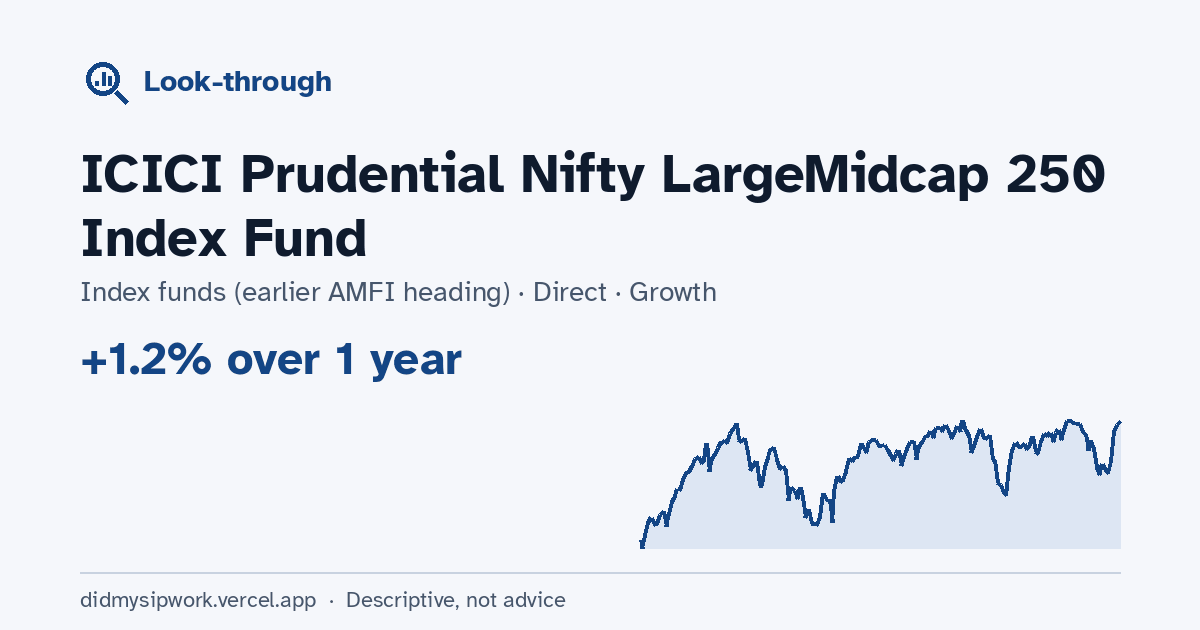 Look-through
ICICI Prudential Nifty LargeMidcap 250
Index Fund
Index funds (earlier AMFI heading) · Direct · Growth
+1.2% over 1 year
didmysipwork.vercel.app · Descriptive, not advice